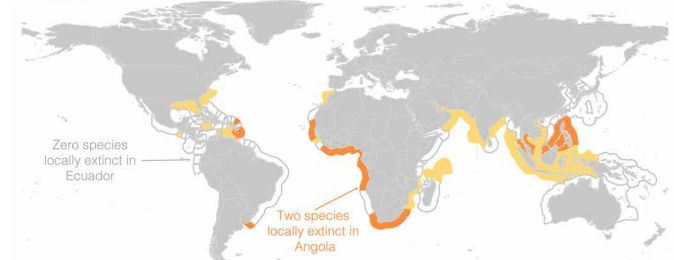 Zero species
locally extinct in
Ecuador
Two species
locally extinct in
Angola